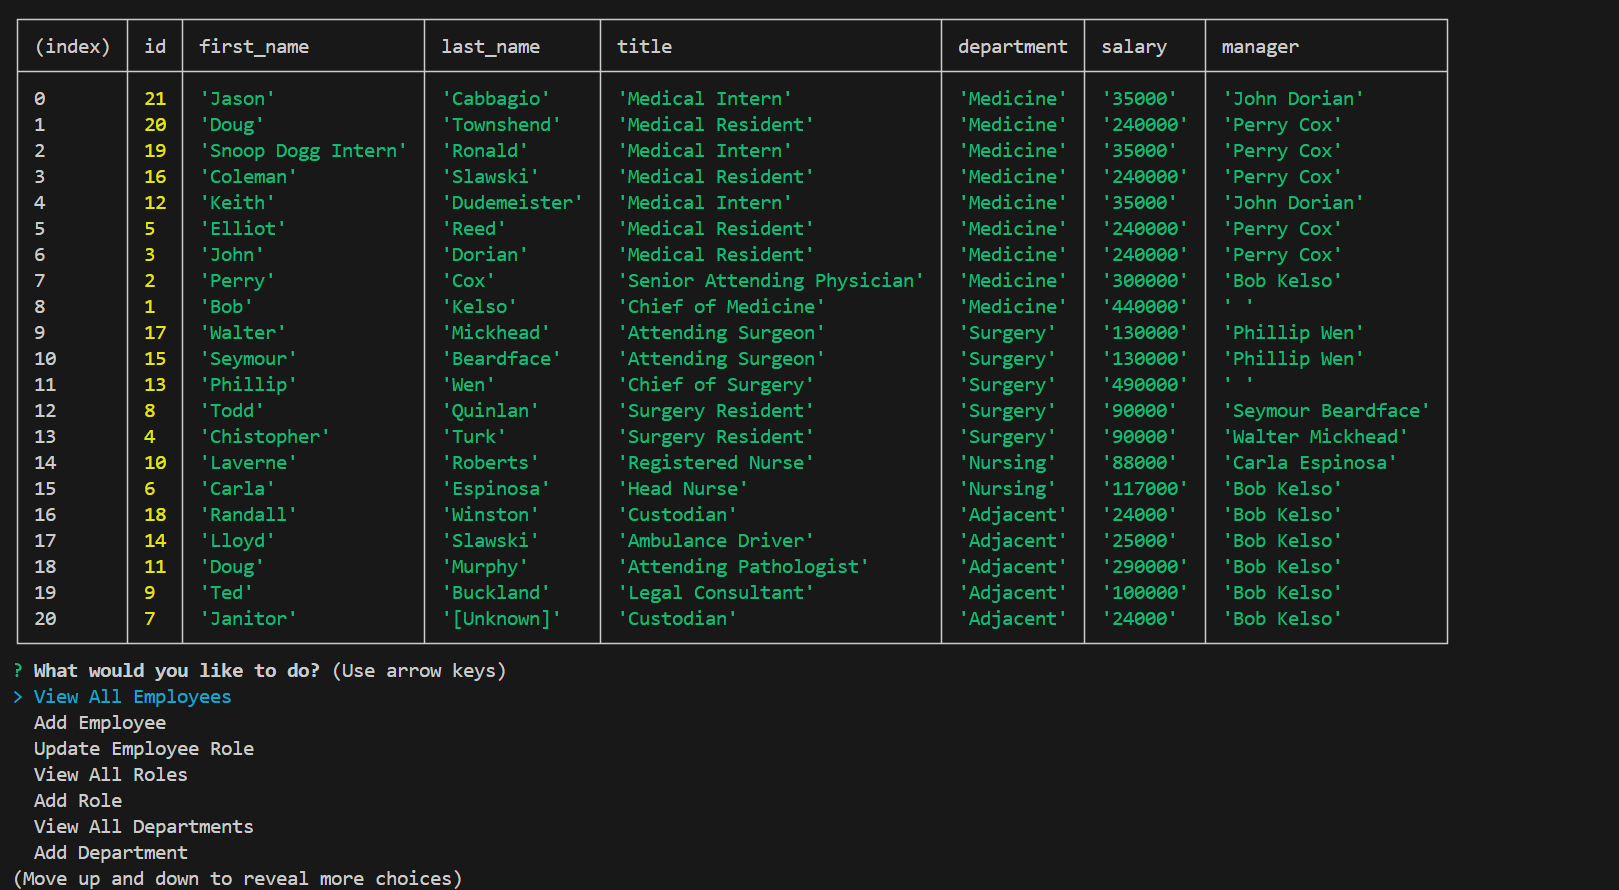 (index) id first_name last_name title department salary manager
0 21 'Jason' 'Cabbagio' 'Medical Intern' 'Medicine' '35000' 'John Dorian'
1 20 'Doug' 'Townshend' 'Medical Resident' 'Medicine' '240000' 'Perry Cox'
2 19 'Snoop Dogg Intern' 'Ronald' 'Medical Intern' 'Medicine' '35000' 'Perry Cox'
3 16 'Coleman' 'Slawski' 'Medical Resident' 'Medicine' '240000' 'Perry Cox'
4 12 'Keith' 'Dudemeister' 'Medical Intern' 'Medicine' '35000' 'John Dorian'
5 5 'Elliot' 'Reed' 'Medical Resident' 'Medicine' '240000' 'Perry Cox'
6 3 'John' 'Dorian' 'Medical Resident' 'Medicine' '240000' 'Perry Cox'
7 2 'Perry' 'Cox' 'Senior Attending Physician' 'Medicine' '300000' 'Bob Kelso'
8 1 'Bob' 'Kelso' 'Chief of Medicine' 'Medicine' '440000' ' '
9 17 'Walter' 'Mickhead' 'Attending Surgeon' 'Surgery' '130000' 'Phillip Wen'
10 15 'Seymour' 'Beardface' 'Attending Surgeon' 'Surgery' '130000' 'Phillip Wen'
11 13 'Phillip' 'Wen' 'Chief of Surgery' 'Surgery' '490000' ' '
12 8 'Todd' 'Quinlan' 'Surgery Resident' 'Surgery' '90000' 'Seymour Beardface'
13 4 'Chistopher' 'Turk' 'Surgery Resident' 'Surgery' '90000' 'Walter Mickhead'
14 10 'Laverne' 'Roberts' 'Registered Nurse' 'Nursing' '88000' 'Carla Espinosa'
15 6 'Carla' 'Espinosa' 'Head Nurse' 'Nursing' '117000' 'Bob Kelso'
16 18 'Randall' 'Winston' 'Custodian' 'Adjacent' '24000' 'Bob Kelso'
17 14 'Lloyd' 'Slawski' 'Ambulance Driver' 'Adjacent' '25000' 'Bob Kelso'
18 11 'Doug' 'Murphy' 'Attending Pathologist' 'Adjacent' '290000' 'Bob Kelso'
19 9 'Ted' 'Buckland' 'Legal Consultant' 'Adjacent' '100000' 'Bob Kelso'
20 7 'Janitor' '[Unknown]' 'Custodian' 'Adjacent' '24000' 'Bob Kelso'
? What would you like to do? (Use arrow keys)
> View All Employees
Add Employee
Update Employee Role
View All Roles
Add Role
View All Departments
Add Department
(Move up and down to reveal more choices)